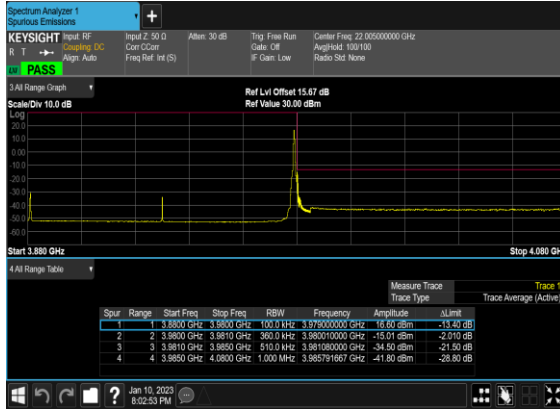 Spectrum Analyzer 1
Spurious Emissions
KEYSIGHT Input: RF Input Z: 50 Ω Atten: 30 dB Trig: Free Run Center Freq: 22.005000000 GHz
R T Coupling: DC Corr CCorr Gate: Off Avg|Hold: 100/100
Align: Auto Freq Ref: Int (S) IF Gain: Low Radio Std: None
PASS
3 All Range Graph Ref Lvl Offset 15.67 dB
Scale/Div 10.0 dB Ref Value 30.00 dBm
Log
20.0
10.0
0.00
-10.0
-20.0
-30.0
-40.0
-50.0
-60.0
Start 3.880 GHz Stop 4.080 GH
4 All Range Table
Measure Trace Trace 1
Trace Type Trace Average (Active)
Spur Range Start Freq Stop Freq RBW Frequency Amplitude ΔLimit
1 1 3.8800 GHz 3.9800 GHz 100.0 kHz 3.979000000 GHz 16.60 dBm -13.40 dB
2 2 3.9800 GHz 3.9810 GHz 360.0 kHz 3.980010000 GHz -15.01 dBm -2.010 dB
3 3 3.9810 GHz 3.9850 GHz 510.0 kHz 3.981080000 GHz -34.50 dBm -21.50 dB
4 4 3.9850 GHz 4.0800 GHz 1.000 MHz 3.985791667 GHz -41.80 dBm -28.80 dB
Jan 10, 2023
8:02:53 PM